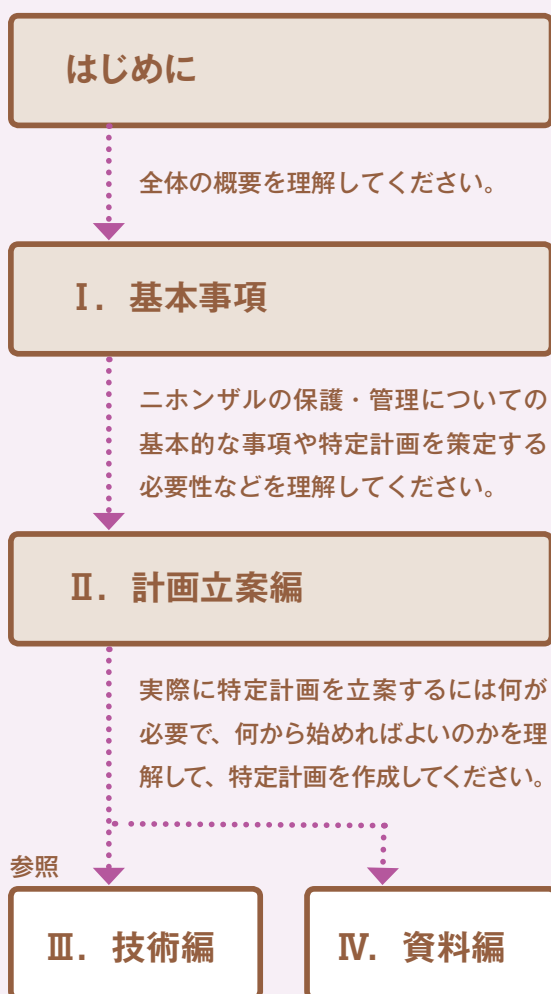 はじめに
全体の概要を理解してください。
Ⅰ．基本事項
ニホンザルの保護・管理についての
基本的な事項や特定計画を策定する
必要性などを理解してください。
Ⅱ．計画立案編
実際に特定計画を立案するには何が
必要で、何から始めればよいのかを理
解して、特定計画を作成してください。
参照
Ⅲ．技術編
Ⅳ．資料編